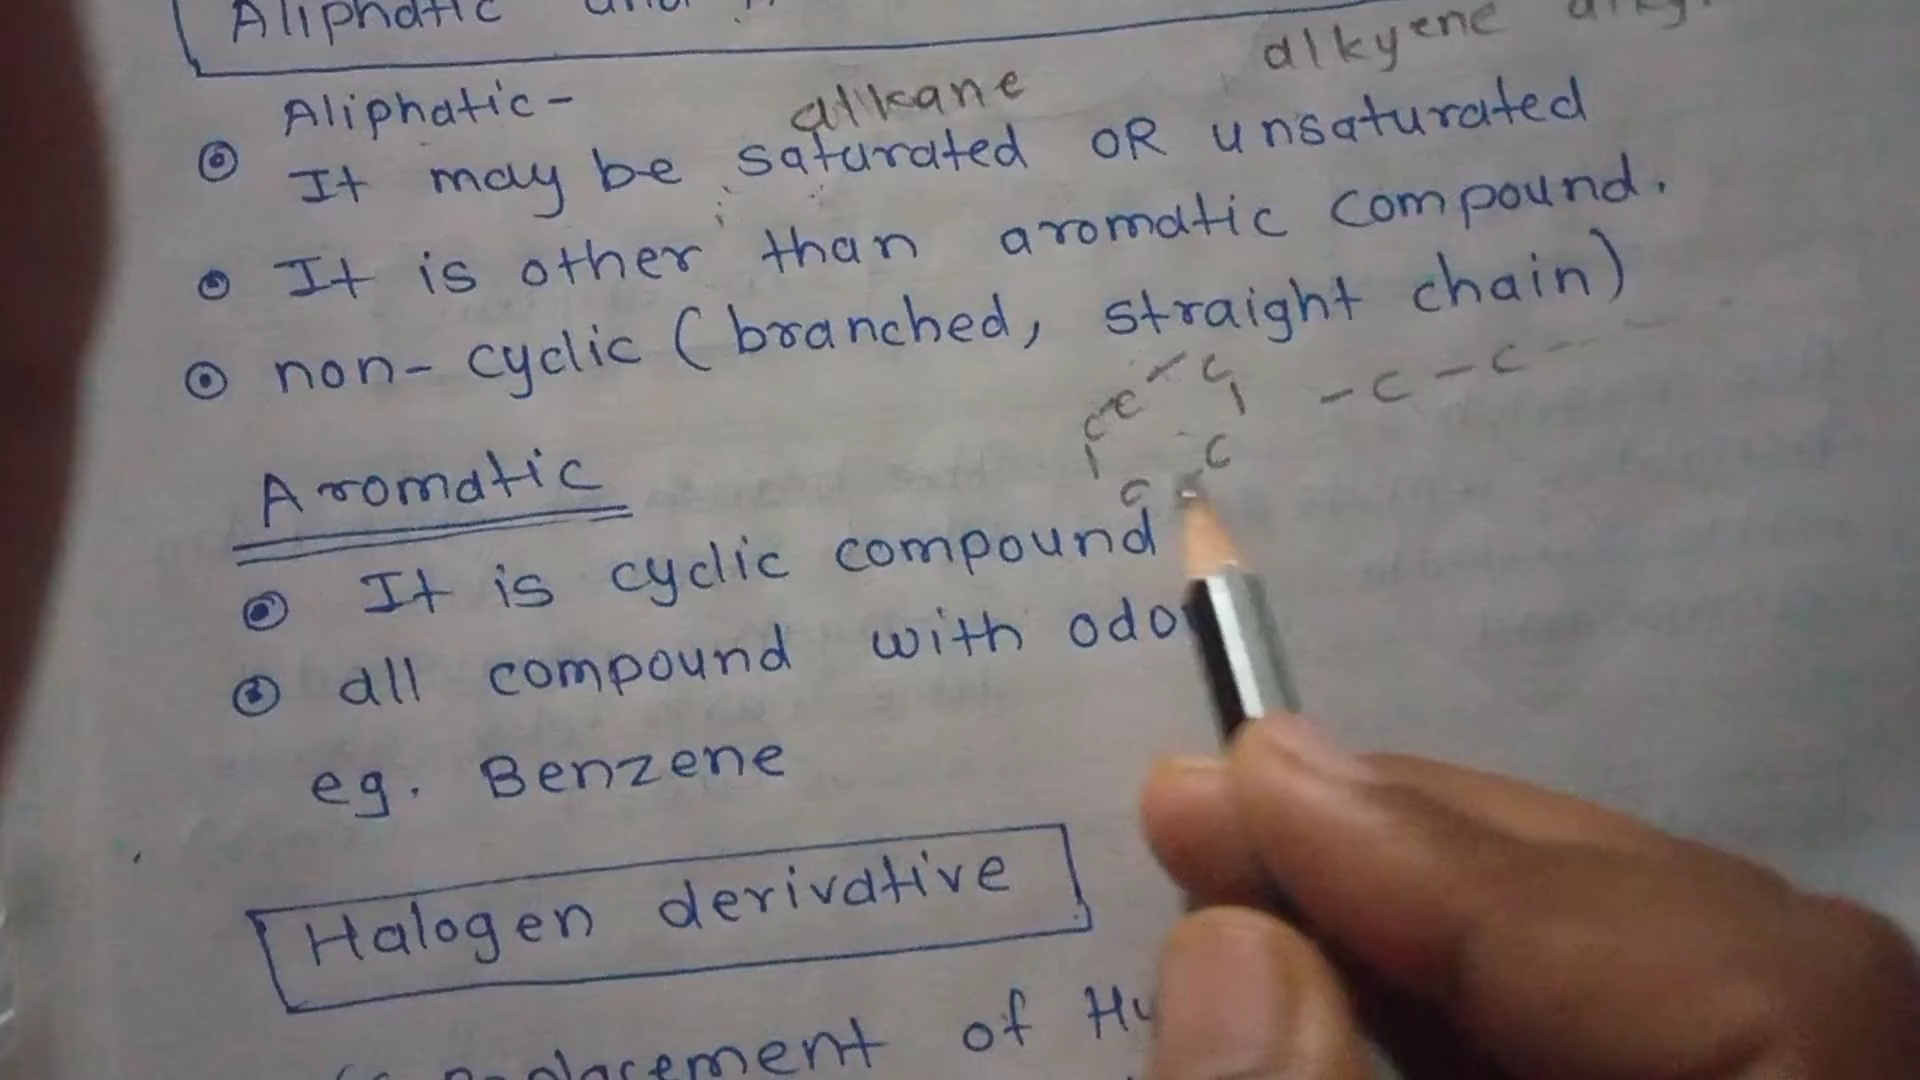 Aliphatic
alkane alkyene
Aliphatic-
It may be saturated OR unsaturated
It is other than aromatic compound.
non-cyclic (branched, straight chain)
C C - C
- C - C -
C
C
Aromatic
It is cyclic compound
all compound with odo
eg. Benzene
Halogen derivative
of